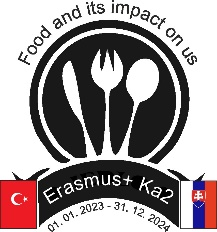 Food and its impact on us
Erasmus+ Ka2
01. 01. 2023 - 31. 12. 2024